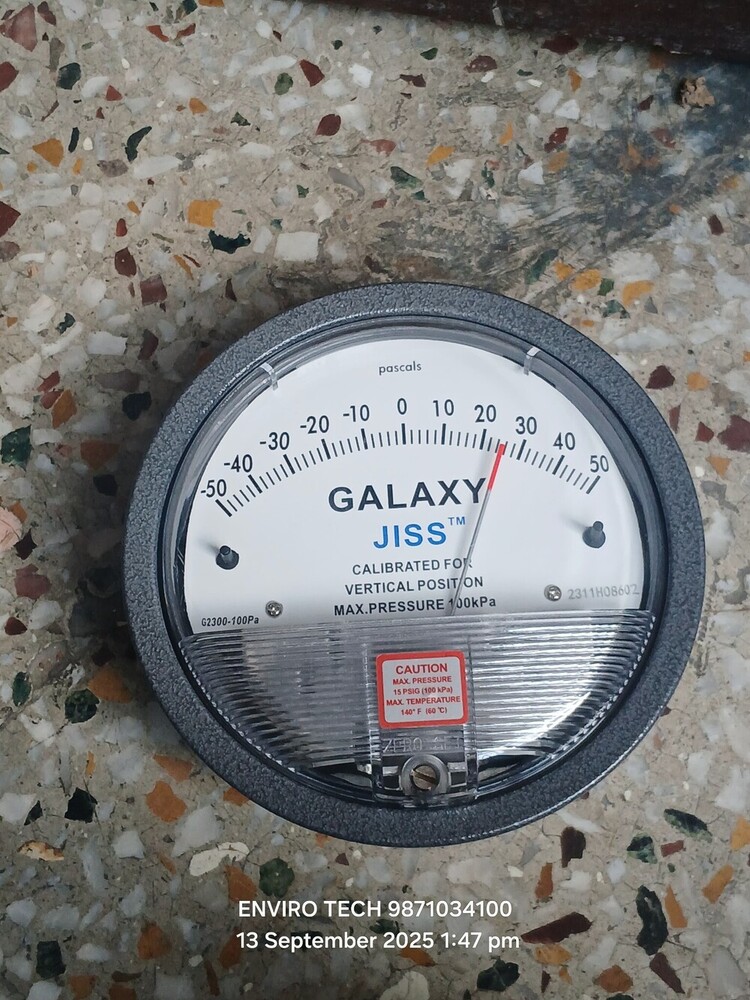 pascals
-50 -40 -30 -20 -10 0 10 20 30 40 50
GALAXY
JISS™
CALIBRATED FOR
VERTICAL POSITION
MAX.PRESSURE 100kPa
G2300-100Pa
2311H08602
CAUTION
MAX. PRESSURE
15 PSIG (100 kPa)
MAX. TEMPERATURE
140° F (60 °C)
ENVIRO TECH 9871034100
13 September 2025 1:47 pm